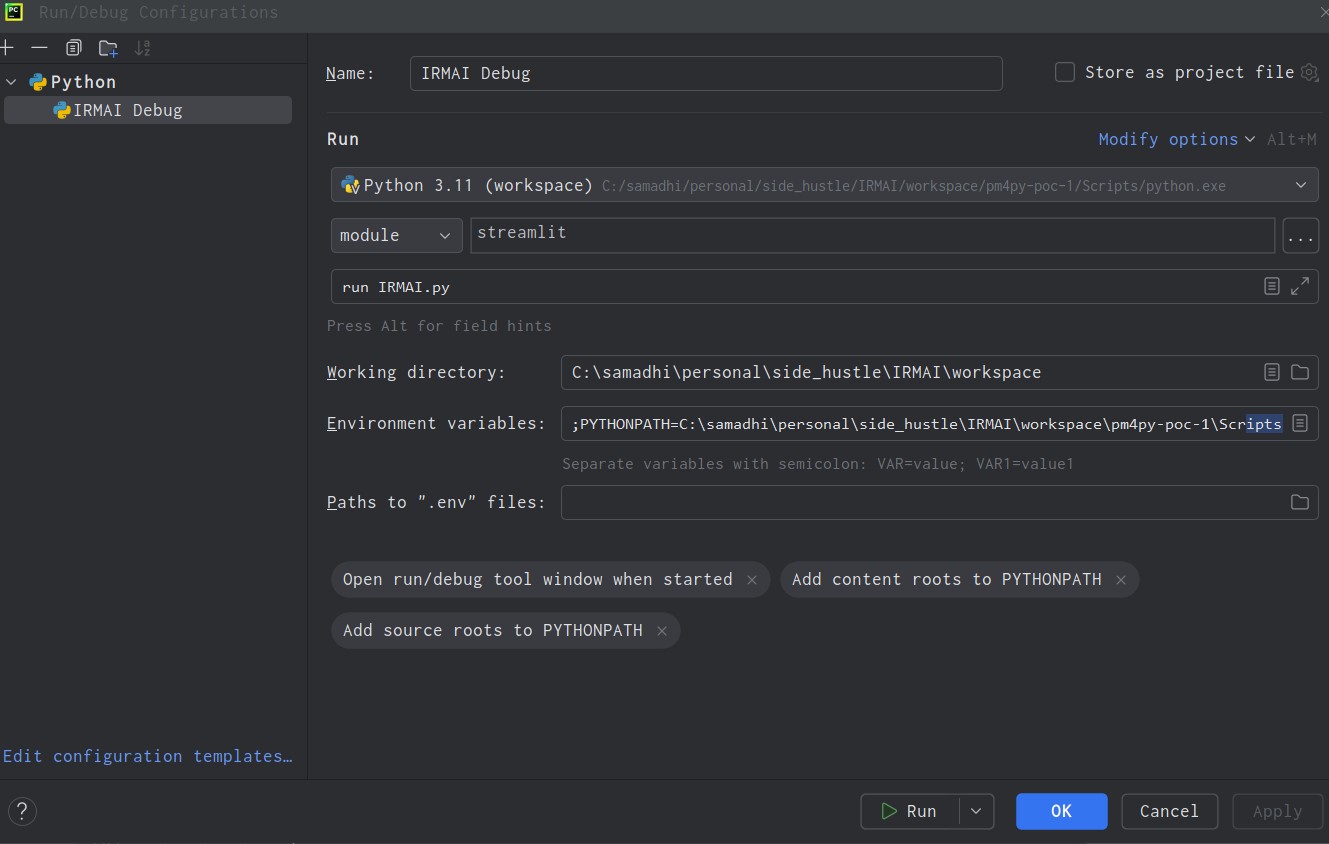 PC Run/Debug Configurations
Python
IRMAI Debug
Name: IRMAI Debug Store as project file
Run Modify options Alt+M
Python 3.11 (workspace) C:/samadhi/personal/side_hustle/IRMAI/workspace/pm4py-poc-1/Scripts/python.exe
module streamlit ...
run IRMAI.py
Press Alt for field hints
Working directory: C:\samadhi\personal\side_hustle\IRMAI\workspace
Environment variables: ;PYTHONPATH=C:\samadhi\personal\side_hustle\IRMAI\workspace\pm4py-poc-1\Scripts
Separate variables with semicolon: VAR=value; VAR1=value1
Paths to ".env" files:
Open run/debug tool window when started × Add content roots to PYTHONPATH ×
Add source roots to PYTHONPATH ×
Edit configuration templates…
? Run OK Cancel Apply